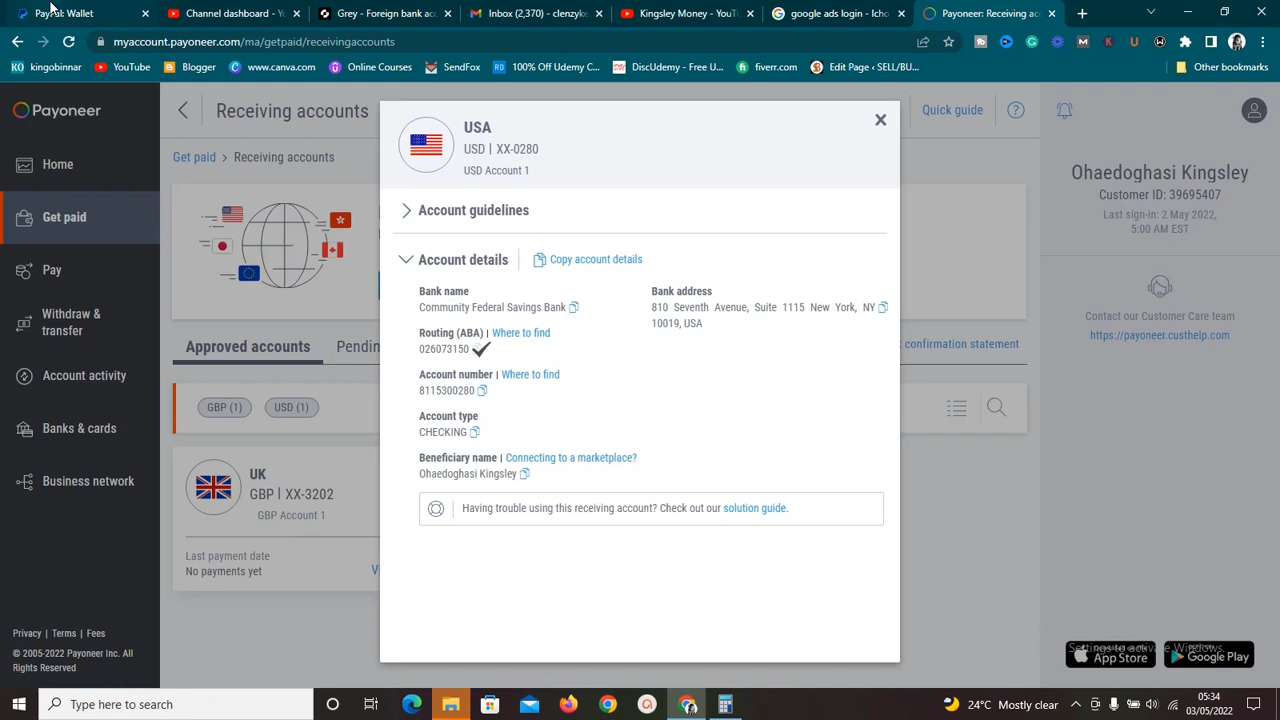 PayPal: Wallet
Channel dashboard - Yo
Grey - Foreign bank acc
Inbox (2,370) - clenzyke
Kingsley Money - YouT
google ads login - Icho
Payoneer: Receiving acc
myaccount.payoneer.com/ma/getpaid/receivingaccounts
kingobinnar
YouTube
Blogger
www.canva.com
Online Courses
SendFox
100% Off Udemy C...
DiscUdemy - Free U...
fiverr.com
Edit Page ‹ SELL/BU...
Other bookmarks
Payoneer
Home
Get paid
Pay
Withdraw &
transfer
Account activity
Banks & cards
Business network
Privacy | Terms | Fees
© 2005-2022 Payoneer Inc. All
Rights Reserved
Receiving accounts
Quick guide
Get paid > Receiving accounts
Approved accounts
Pendin
confirmation statement
GBP (1)
USD (1)
UK
GBP | XX-3202
GBP Account 1
Last payment date
No payments yet
USA
USD | XX-0280
USD Account 1
Account guidelines
Account details
Copy account details
Bank name
Community Federal Savings Bank
Bank address
810 Seventh Avenue, Suite 1115 New York, NY
10019, USA
Routing (ABA) | Where to find
026073150
Account number | Where to find
8115300280
Account type
CHECKING
Beneficiary name | Connecting to a marketplace?
Ohaedoghasi Kingsley
Having trouble using this receiving account? Check out our solution guide.
Ohaedoghasi Kingsley
Customer ID: 39695407
Last sign-in: 2 May 2022,
5:00 AM EST
Contact our Customer Care team
https://payoneer.custhelp.com
Settings to activate Windows.
App Store
Google Play
Type here to search
24°C Mostly clear
05:34
03/05/2022